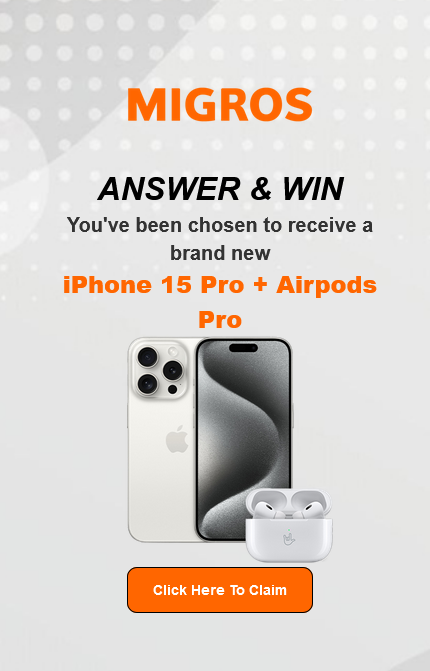 MIGROS
ANSWER & WIN
You've been chosen to receive a
brand new
iPhone 15 Pro + Airpods
Pro
Click Here To Claim